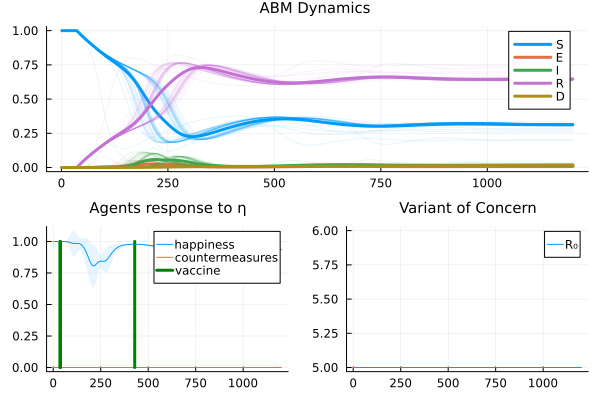 ABM Dynamics
1.00
0.75
0.50
0.25
0.00
S
E
I
R
D
0 250 500 750 1000
Agents response to η
1.00
0.75
0.50
0.25
0.00
happiness
countermeasures
vaccine
0 250 500 750 1000
Variant of Concern
6.00
5.75
5.50
5.25
5.00
R₀
0 250 500 750 1000